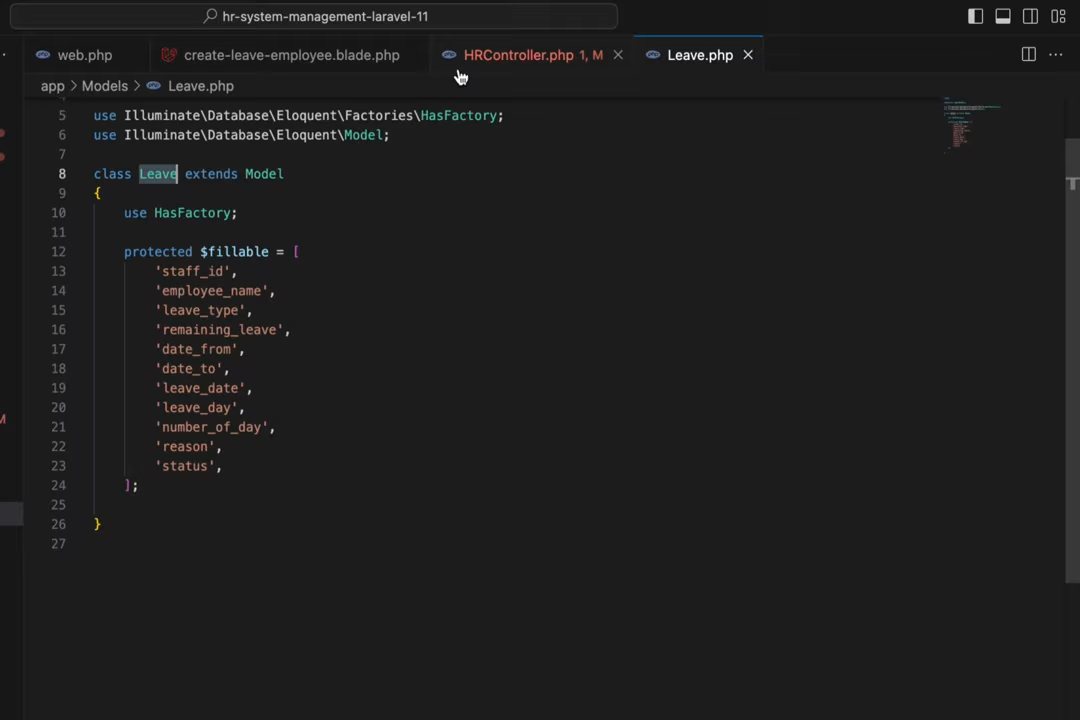 hr-system-management-laravel-11
web.php
create-leave-employee.blade.php
HRController.php 1, M
Leave.php
app > Models > Leave.php
5 use Illuminate\Database\Eloquent\Factories\HasFactory;
6 use Illuminate\Database\Eloquent\Model;
7
8 class Leave extends Model
9 {
10 use HasFactory;
11
12 protected $fillable = [
13 'staff_id',
14 'employee_name',
15 'leave_type',
16 'remaining_leave',
17 'date_from',
18 'date_to',
19 'leave_date',
20 'leave_day',
21 'number_of_day',
22 'reason',
23 'status',
24 ];
25
26 }
27
M